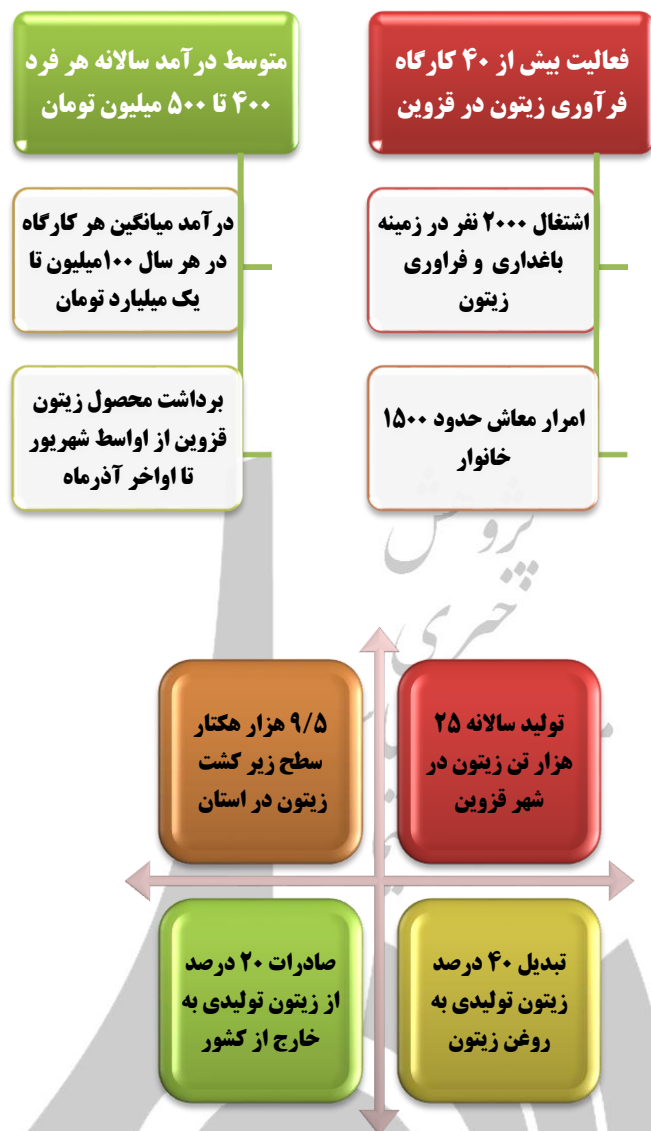 فعالیت بیش از ۴۰ کارگاه
فرآوری زیتون در قزوین
اشتغال ۲۰۰۰ نفر در زمینه
باغداری و فراوری
زیتون
امرار معاش حدود ۱۵۰۰
خانوار
متوسط درآمد سالانه هر فرد
۴۰۰ تا ۵۰۰ میلیون تومان
درآمد میانگین هر کارگاه
در هر سال ۱۰۰میلیون تا
یک میلیارد تومان
برداشت محصول زیتون
قزوین از اواسط شهریور
تا اواخر آذرماه
پژوهش
خبری
تولید سالانه ۲۵
هزار تن زیتون در
شهر قزوین
۹/۵ هزار هکتار
سطح زیر کشت
زیتون در استان
تبدیل ۴۰ درصد
زیتون تولیدی به
روغن زیتون
صادرات ۲۰ درصد
از زیتون تولیدی به
خارج از کشور